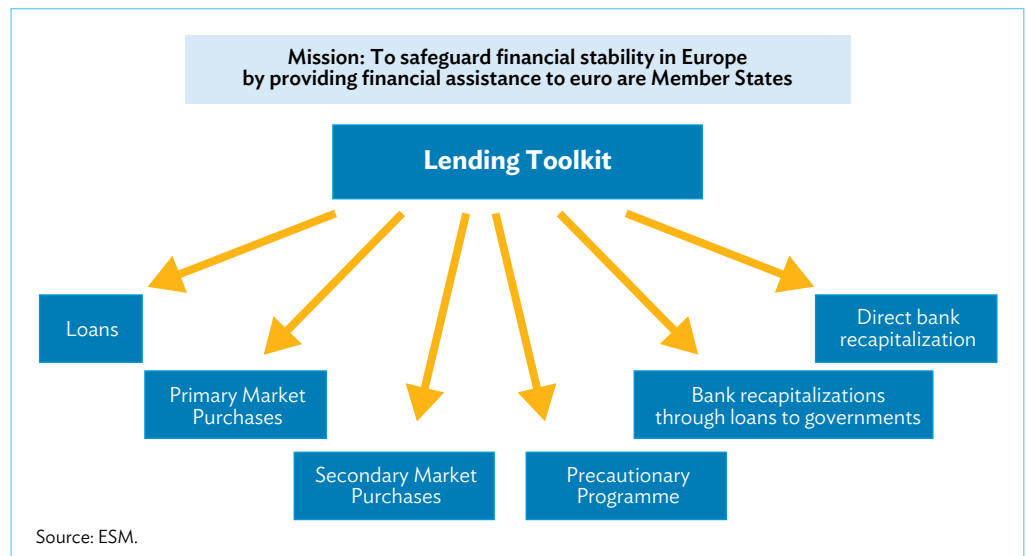 Mission: To safeguard financial stability in Europe
by providing financial assistance to euro are Member States
Lending Toolkit
Loans
Primary Market
Purchases
Secondary Market
Purchases
Precautionary
Programme
Bank recapitalizations
through loans to governments
Direct bank
recapitalization
Source: ESM.